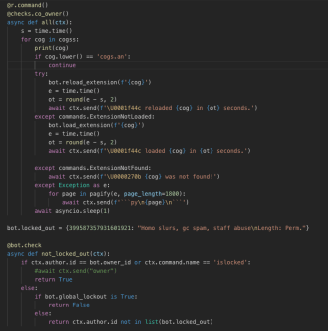 @r.command()
@checks.co_owner()
async def all(ctx):
    s = time.time()
    for cog in cogss:
        print(cog)
        if cog.lower() == 'cogs.an':
            continue
        try:
            bot.reload_extension(f'{cog}')
            e = time.time()
            ot = round(e - s, 2)
            await ctx.send(f'\U0001f44c reloaded {cog} in {ot} seconds.')
        except commands.ExtensionNotLoaded:
            bot.load_extension(f'{cog}')
            e = time.time()
            ot = round(e - s, 2)
            await ctx.send(f'\U0001f44c loaded {cog} in {ot} seconds.')

        except commands.ExtensionNotFound:
            await ctx.send(f'\U0000270b {cog} was not found!')
        except Exception as e:
            for page in pagify(e, page_length=1800):
                await ctx.send(f'```py\n{page}\n```')
        await asyncio.sleep(1)

bot.locked_out = {399587357931601921: "Homo slurs, gc spam, staff abuse\nLength: Perm."}

@bot.check
async def not_locked_out(ctx):
    if ctx.author.id == bot.owner_id or ctx.command.name == 'islocked':
        #await ctx.send("owner")
        return True
    else:
        if bot.global_lockout is True:
            return False
        else:
            return ctx.author.id not in list(bot.locked_out)